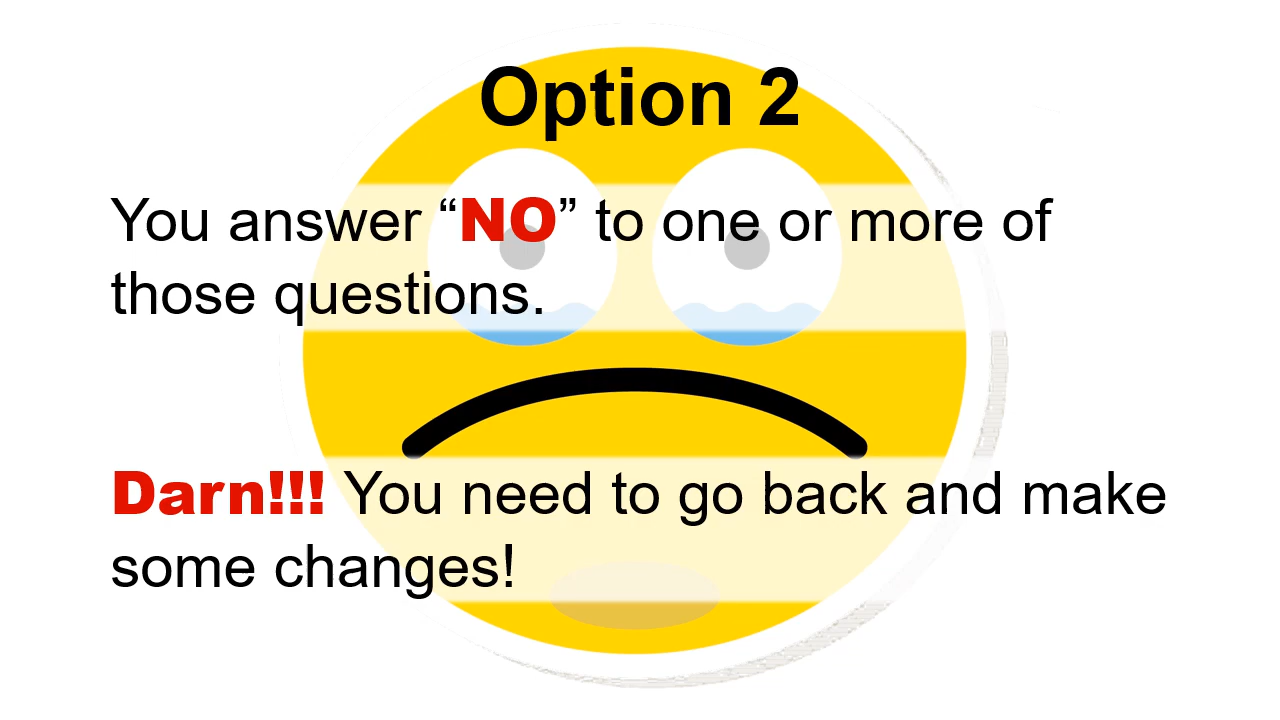 Option 2
You answer “NO” to one or more of
those questions.
Darn!!! You need to go back and make
some changes!